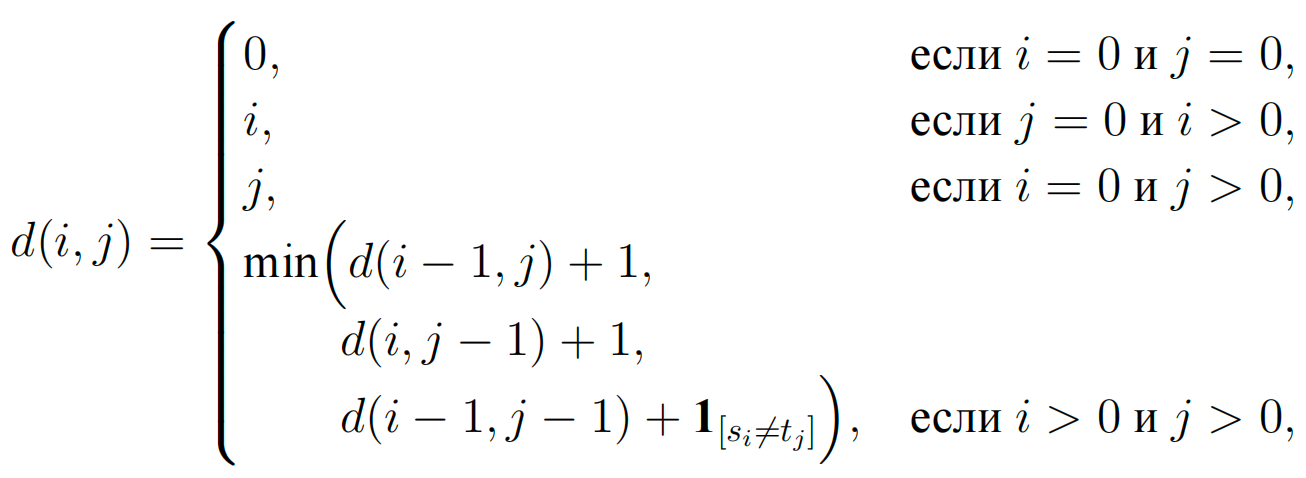 0, если i = 0 и j = 0,
i, если j = 0 и i > 0,
j, если i = 0 и j > 0,
d(i, j) =
min(d(i − 1, j) + 1,
d(i, j − 1) + 1,
d(i − 1, j − 1) + 1[sᵢ≠tⱼ]), если i > 0 и j > 0,